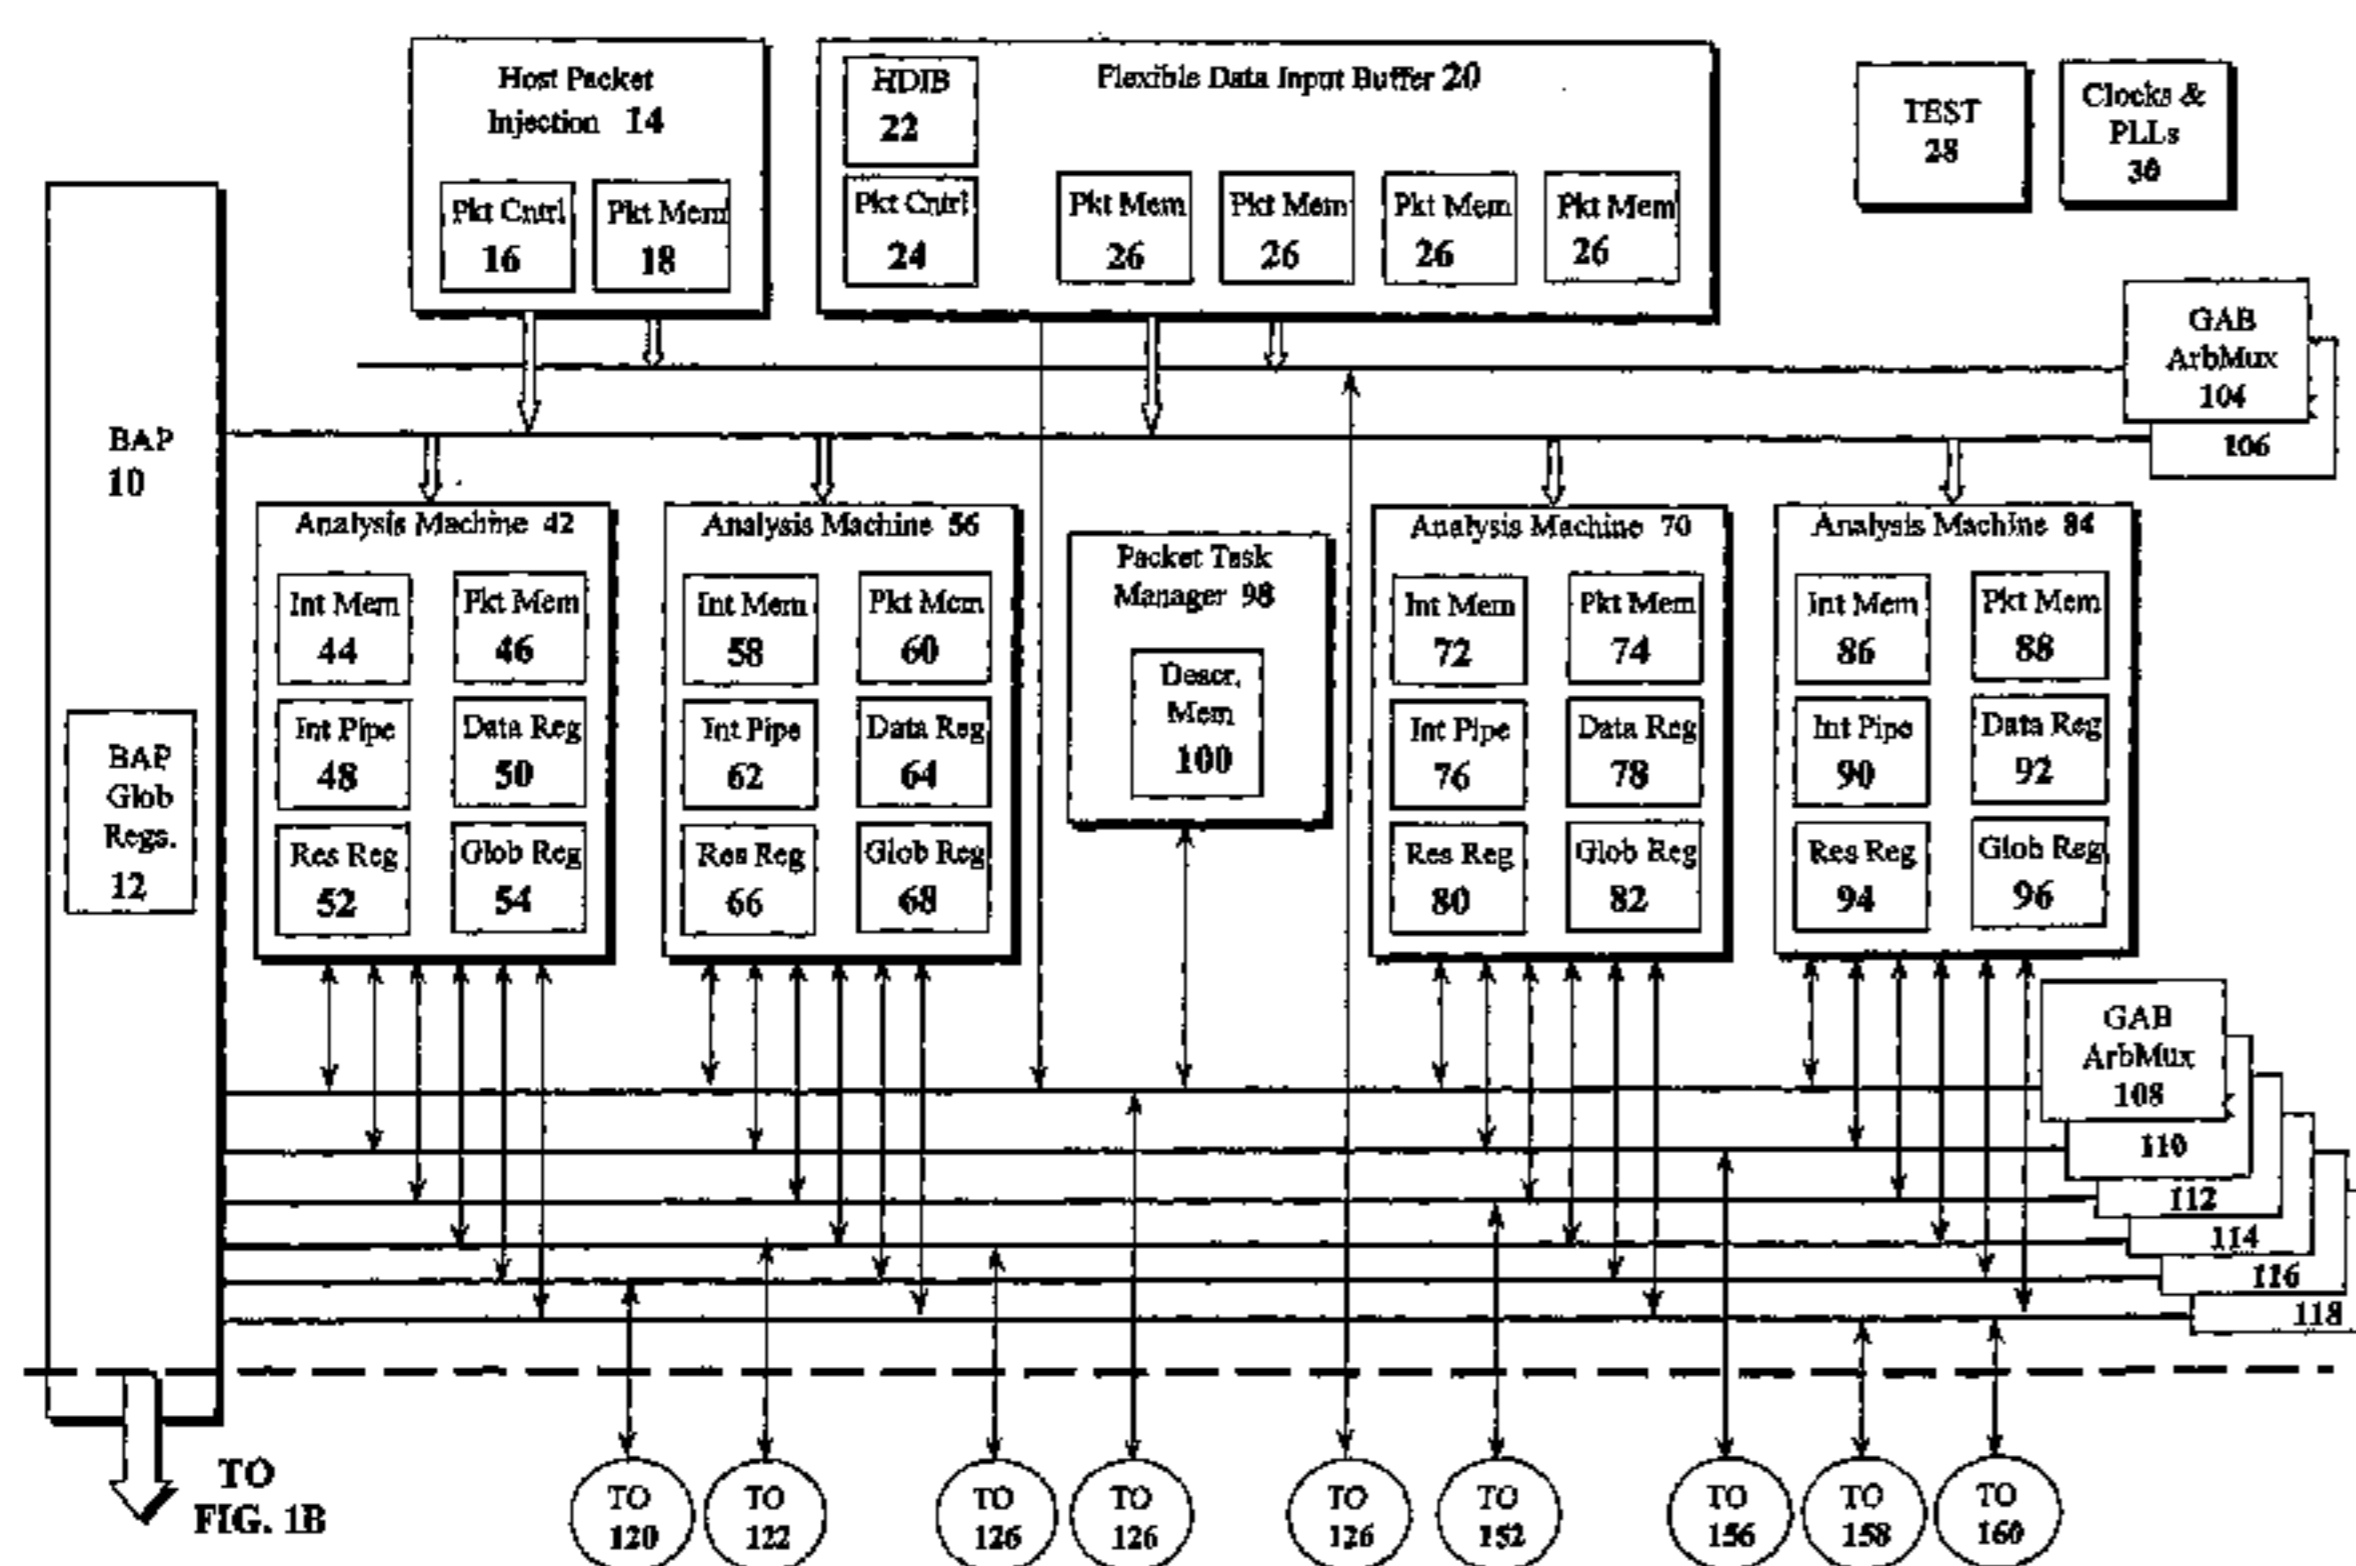 Host Packet
Injection 14
Pkt Cntrl
16
Pkt Mem
18
Flexible Data Input Buffer 20
HDIB
22
Pkt Cntrl
24
Pkt Mem
26
Pkt Mem
26
Pkt Mem
26
Pkt Mem
26
TEST
28
Clocks &
PLLs
30
GAB
ArbMux
104
106
BAP
10
BAP
Glob
Regs.
12
Analysis Machine 42
Int Mem
44
Pkt Mem
46
Int Pipe
48
Data Reg
50
Res Reg
52
Glob Reg
54
Analysis Machine 56
Int Mem
58
Pkt Mem
60
Int Pipe
62
Data Reg
64
Res Reg
66
Glob Reg
68
Packet Task
Manager 98
Descr.
Mem
100
Analysis Machine 70
Int Mem
72
Pkt Mem
74
Int Pipe
76
Data Reg
78
Res Reg
80
Glob Reg
82
Analysis Machine 84
Int Mem
86
Pkt Mem
88
Int Pipe
90
Data Reg
92
Res Reg
94
Glob Reg
96
GAB
ArbMux
108
110
112
114
116
118
TO
FIG. 1B
TO
120
TO
122
TO
126
TO
126
TO
126
TO
152
TO
156
TO
158
TO
160